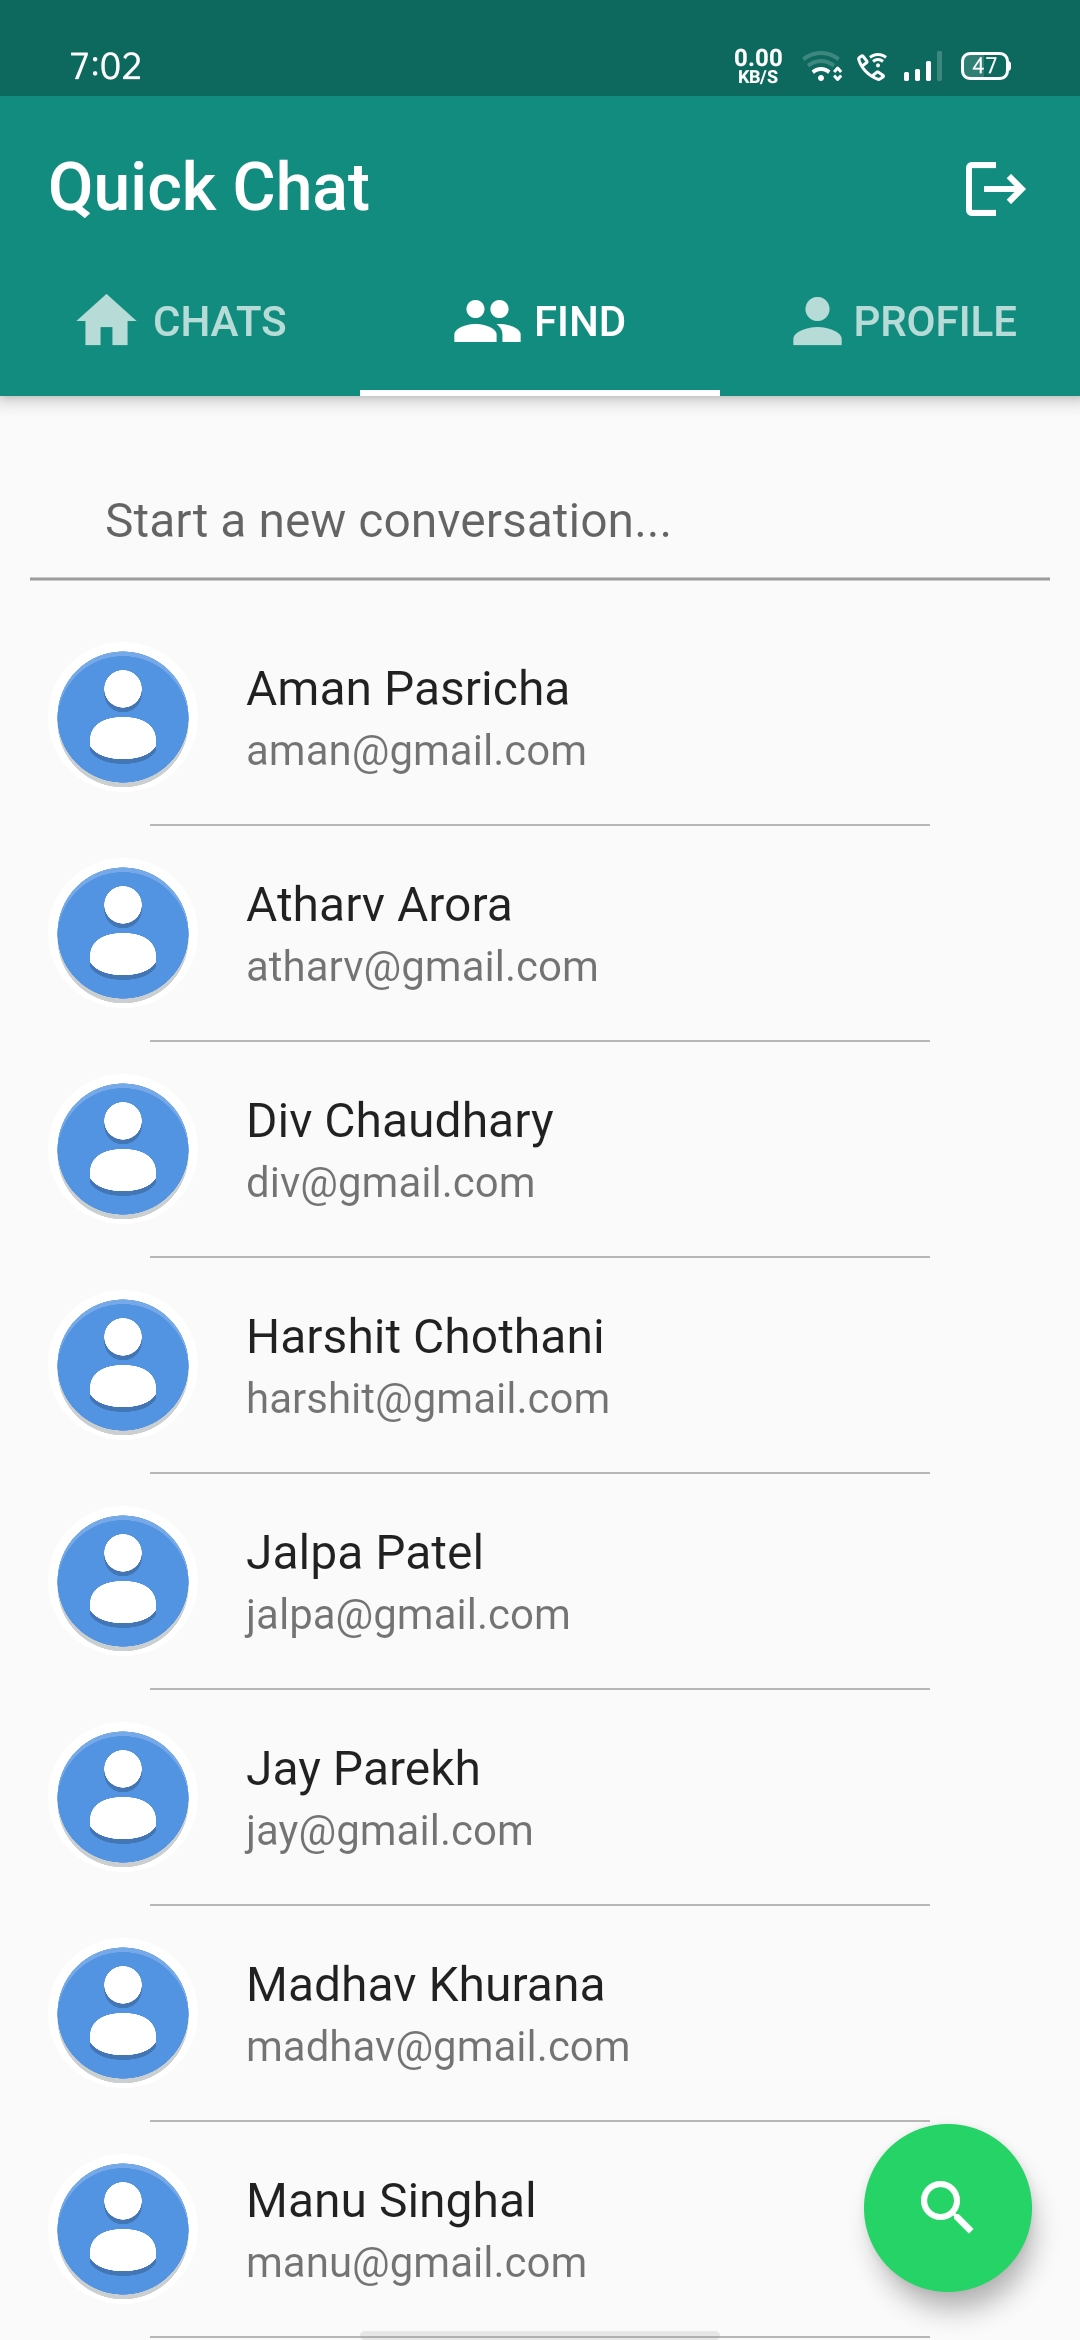 7:02
0.00
KB/S
47
Quick Chat
CHATS
FIND
PROFILE
Start a new conversation...
Aman Pasricha
aman@gmail.com
Atharv Arora
atharv@gmail.com
Div Chaudhary
div@gmail.com
Harshit Chothani
harshit@gmail.com
Jalpa Patel
jalpa@gmail.com
Jay Parekh
jay@gmail.com
Madhav Khurana
madhav@gmail.com
Manu Singhal
manu@gmail.com